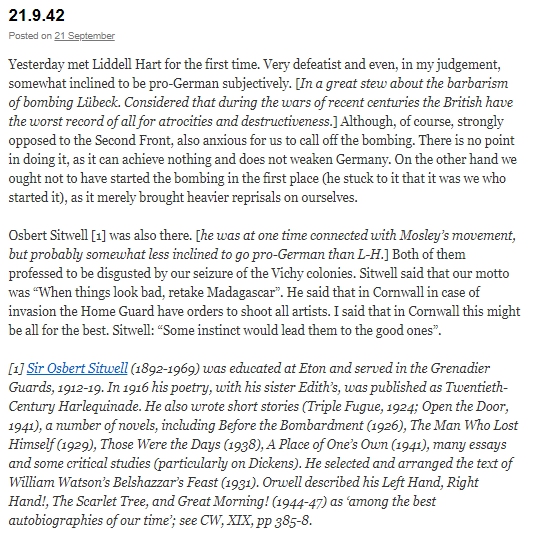 21.9.42
Posted on 21 September
Yesterday met Liddell Hart for the first time. Very defeatist and even, in my judgement,
somewhat inclined to be pro-German subjectively. [In a great stew about the barbarism
of bombing Lübeck. Considered that during the wars of recent centuries the British have
the worst record of all for atrocities and destructiveness.] Although, of course, strongly
opposed to the Second Front, also anxious for us to call off the bombing. There is no point
in doing it, as it can achieve nothing and does not weaken Germany. On the other hand we
ought not to have started the bombing in the first place (he stuck to it that it was we who
started it), as it merely brought heavier reprisals on ourselves.
Osbert Sitwell [1] was also there. [he was at one time connected with Mosley's movement,
but probably somewhat less inclined to go pro-German than L-H.] Both of them
professed to be disgusted by our seizure of the Vichy colonies. Sitwell said that our motto
was “When things look bad, retake Madagascar”. He said that in Cornwall in case of
invasion the Home Guard have orders to shoot all artists. I said that in Cornwall this might
be all for the best. Sitwell: “Some instinct would lead them to the good ones”.
[1] Sir Osbert Sitwell (1892-1969) was educated at Eton and served in the Grenadier
Guards, 1912-19. In 1916 his poetry, with his sister Edith's, was published as Twentieth-
Century Harlequinade. He also wrote short stories (Triple Fugue, 1924; Open the Door,
1941), a number of novels, including Before the Bombardment (1926), The Man Who Lost
Himself (1929), Those Were the Days (1938), A Place of One's Own (1941), many essays
and some critical studies (particularly on Dickens). He selected and arranged the text of
William Watson's Belshazzar's Feast (1931). Orwell described his Left Hand, Right
Hand!, The Scarlet Tree, and Great Morning! (1944-47) as ‘among the best
autobiographies of our time’; see CW, XIX, pp 385-8.